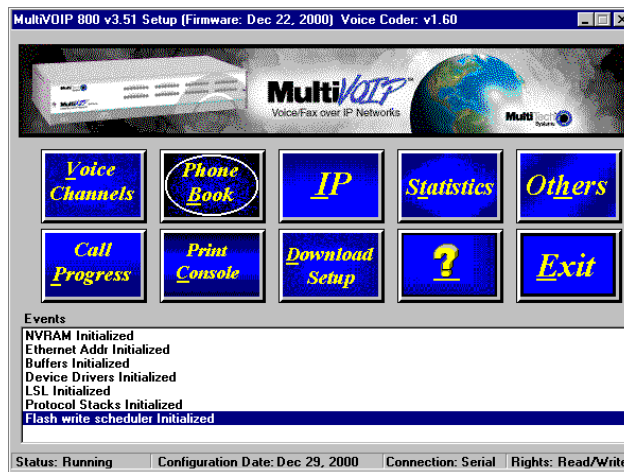 MultiVOIP 800 v3.51 Setup (Firmware: Dec 22, 2000) Voice Coder: v1.60
MultiVOIP™
Voice/Fax over IP Networks
MultiTech
Systems
Voice
Channels
Phone
Book
IP
Statistics
Others
Call
Progress
Print
Console
Download
Setup
?
Exit
Events
NVRAM Initialized
Ethernet Addr Initialized
Buffers Initialized
Device Drivers Initialized
LSL Initialized
Protocol Stacks Initialized
Flash write scheduler Initialized
Status: Running
Configuration Date: Dec 29, 2000
Connection: Serial
Rights: Read/Write